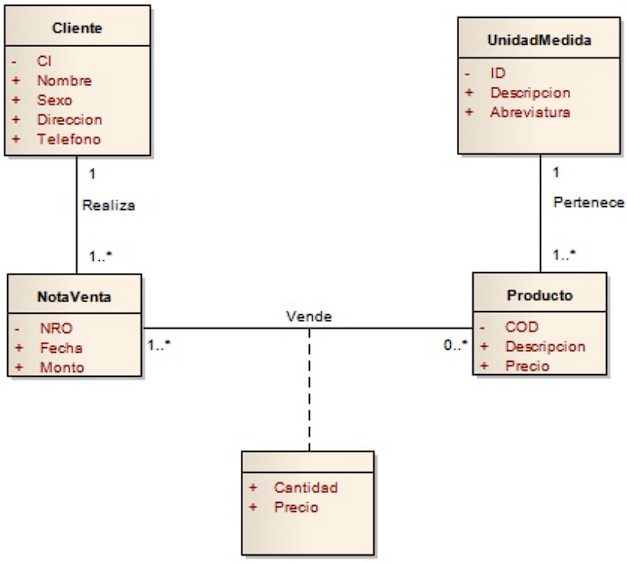 Cliente
- CI
+ Nombre
+ Sexo
+ Direccion
+ Telefono
UnidadMedida
- ID
+ Descripcion
+ Abreviatura
1
Realiza
1..*
1
Pertenece
1..*
NotaVenta
- NRO
+ Fecha
+ Monto
Vende
1..*
0..*
Producto
- COD
+ Descripcion
+ Precio
+ Cantidad
+ Precio